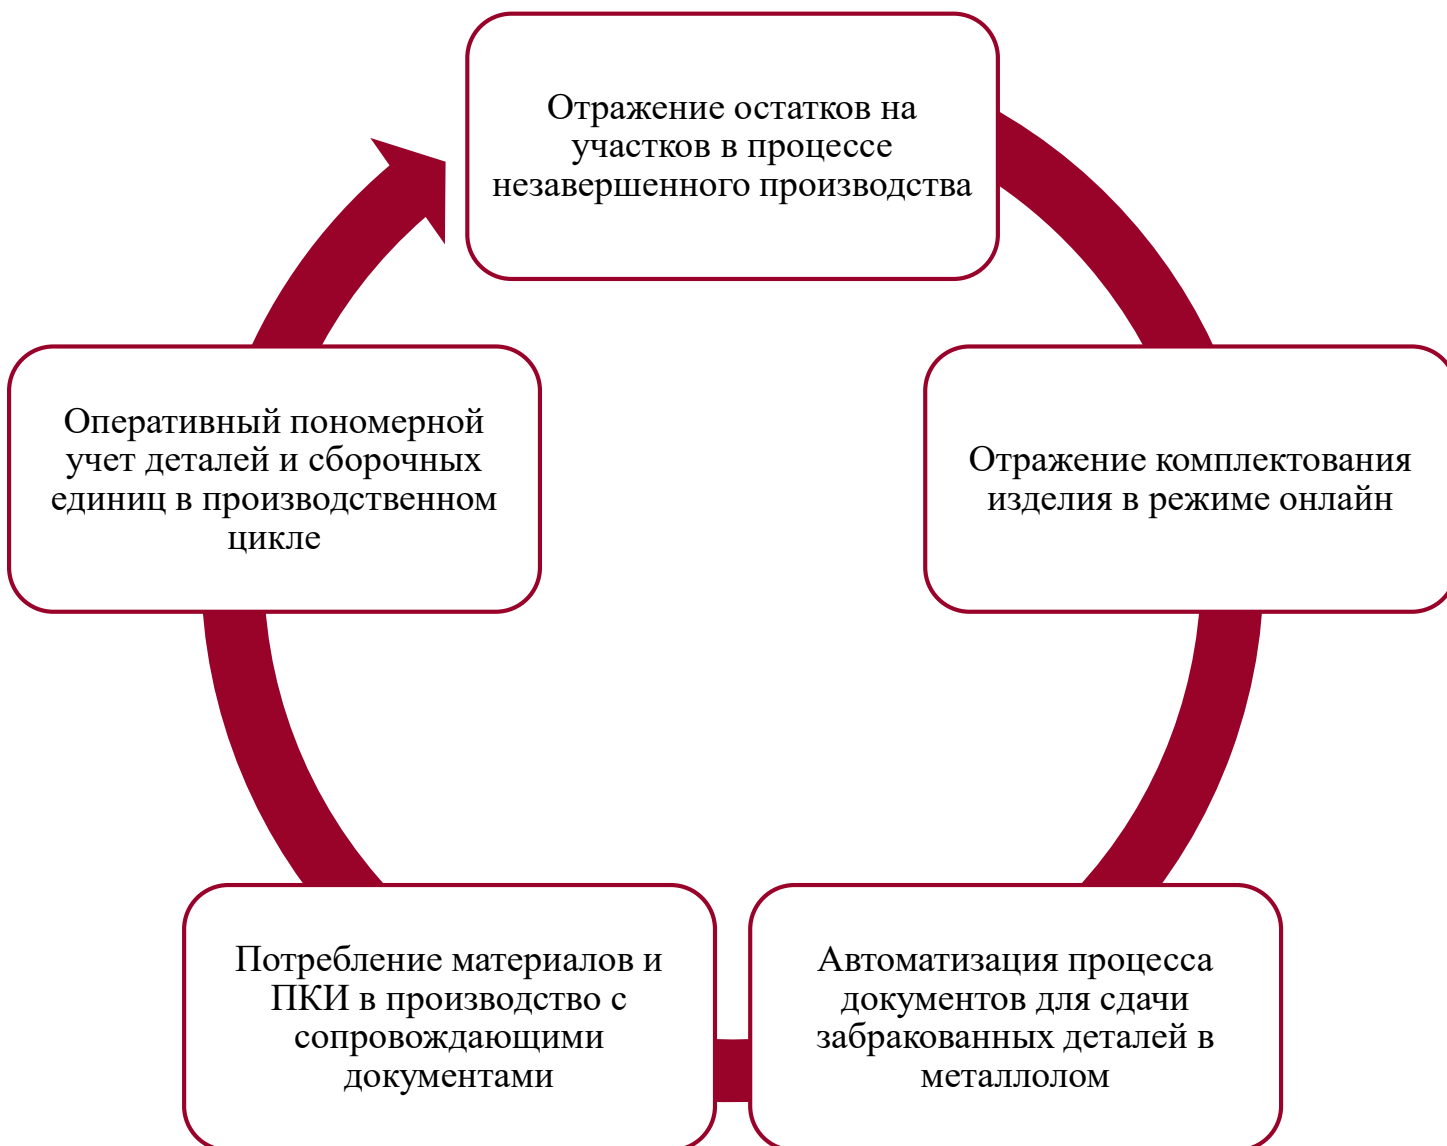 Отражение остатков на
участков в процессе
незавершенного производства
Отражение комплектования
изделия в режиме онлайн
Автоматизация процесса
документов для сдачи
забракованных деталей в
металлолом
Потребление материалов и
ПКИ в производство с
сопровождающими
документами
Оперативный пономерной
учет деталей и сборочных
единиц в производственном
цикле